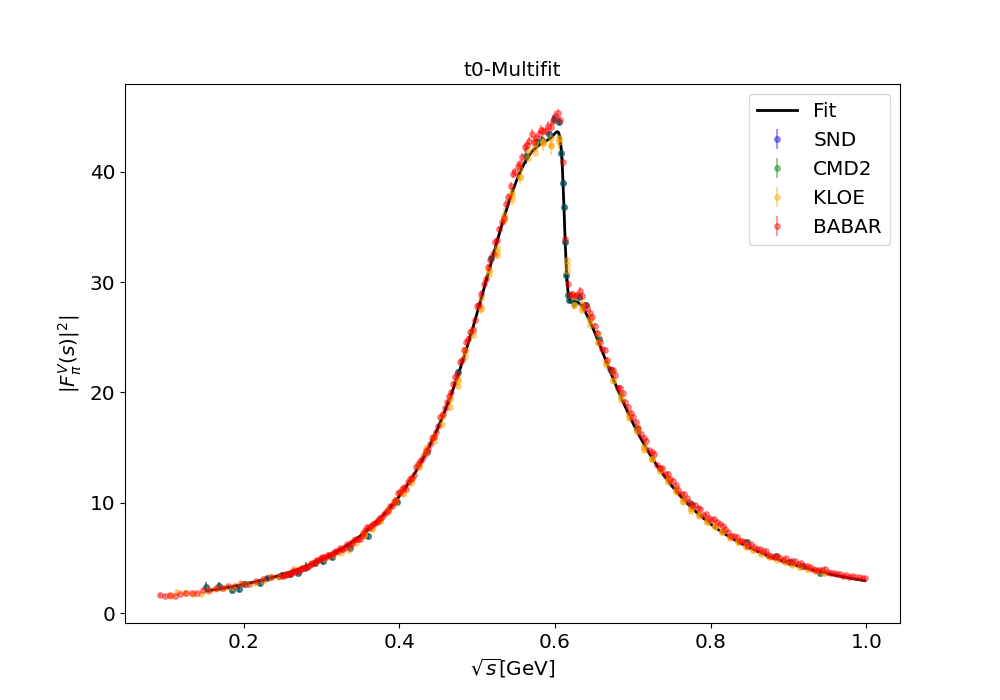 t0-Multifit
Fit
SND
CMD2
KLOE
BABAR
|F_π^V(s)|²|
40
30
20
10
0
0.2 0.4 0.6 0.8 1.0
√s[GeV]